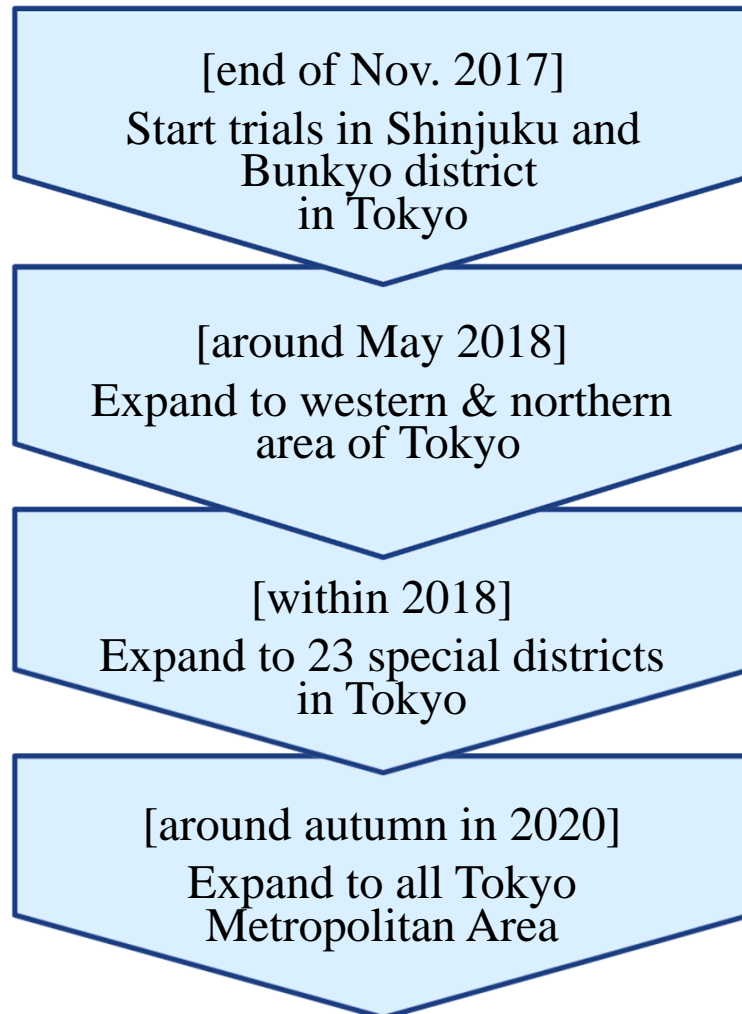 [end of Nov. 2017]
Start trials in Shinjuku and
Bunkyo district
in Tokyo
[around May 2018]
Expand to western & northern
area of Tokyo
[within 2018]
Expand to 23 special districts
in Tokyo
[around autumn in 2020]
Expand to all Tokyo
Metropolitan Area